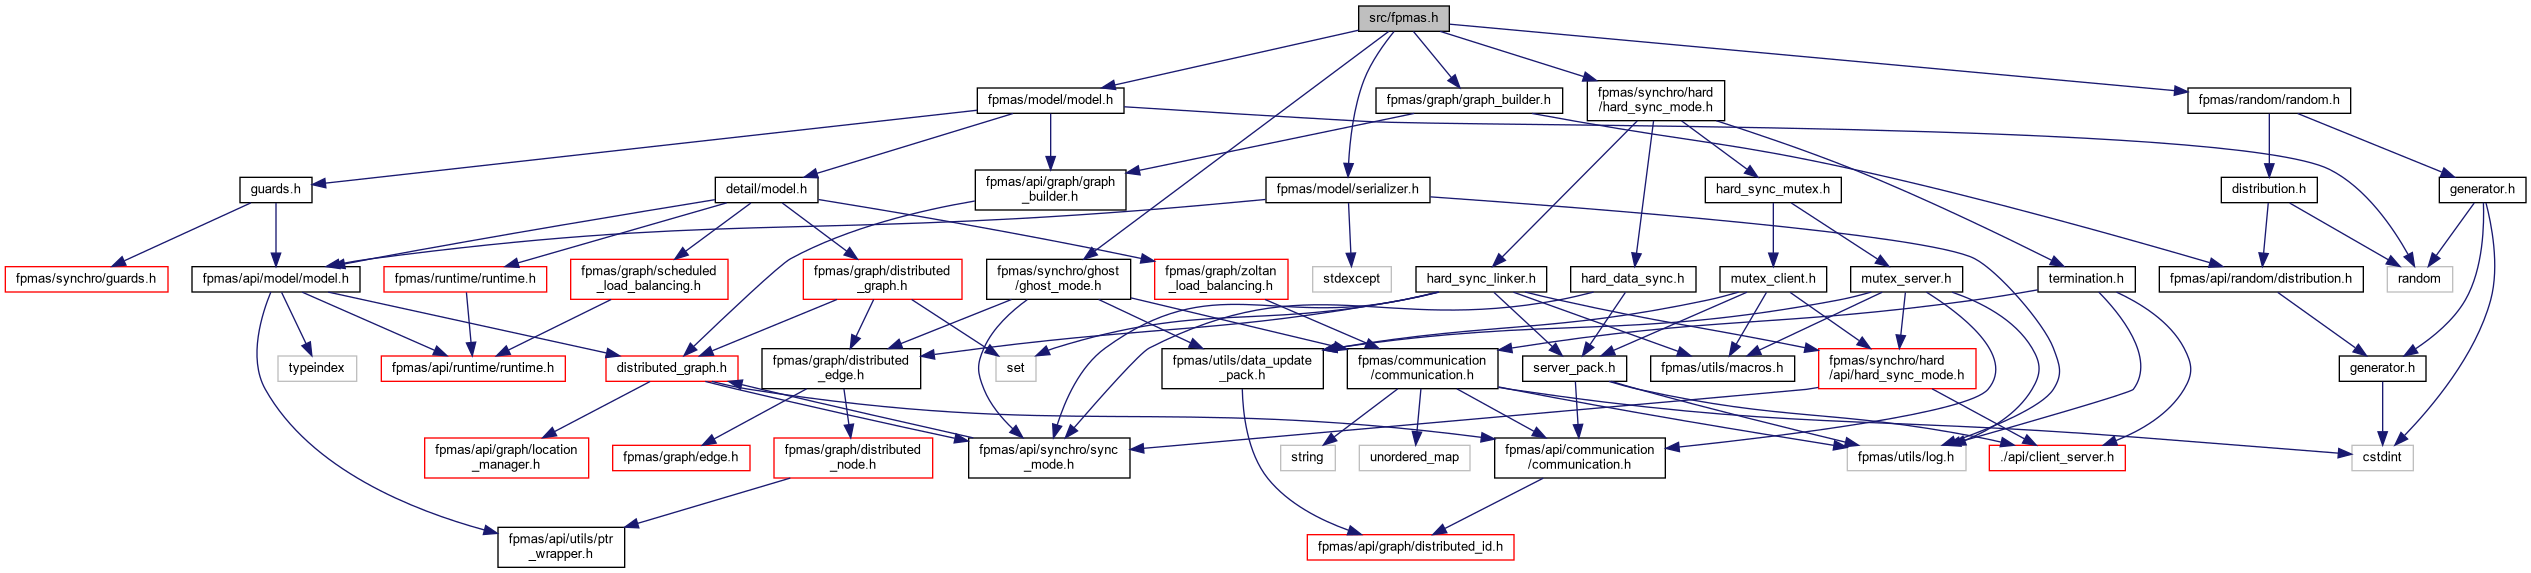 src/fpmas.h
fpmas/model/model.h
fpmas/graph/graph_builder.h
fpmas/synchro/hard
/hard_sync_mode.h
fpmas/random/random.h
guards.h
detail/model.h
fpmas/api/graph/graph
_builder.h
fpmas/model/serializer.h
hard_sync_mutex.h
distribution.h
generator.h
fpmas/synchro/guards.h
fpmas/api/model/model.h
fpmas/runtime/runtime.h
fpmas/graph/scheduled
_load_balancing.h
fpmas/graph/distributed
_graph.h
fpmas/synchro/ghost
/ghost_mode.h
fpmas/graph/zoltan
_load_balancing.h
stdexcept
hard_sync_linker.h
hard_data_sync.h
mutex_client.h
mutex_server.h
termination.h
fpmas/api/random/distribution.h
random
typeindex
fpmas/api/runtime/runtime.h
distributed_graph.h
fpmas/graph/distributed
_edge.h
set
fpmas/utils/data_update
_pack.h
fpmas/communication
/communication.h
server_pack.h
fpmas/utils/macros.h
fpmas/synchro/hard
/api/hard_sync_mode.h
generator.h
fpmas/api/graph/location
_manager.h
fpmas/graph/edge.h
fpmas/graph/distributed
_node.h
fpmas/api/synchro/sync
_mode.h
string
unordered_map
fpmas/api/communication
/communication.h
fpmas/utils/log.h
./api/client_server.h
cstdint
fpmas/api/utils/ptr
_wrapper.h
fpmas/api/graph/distributed_id.h